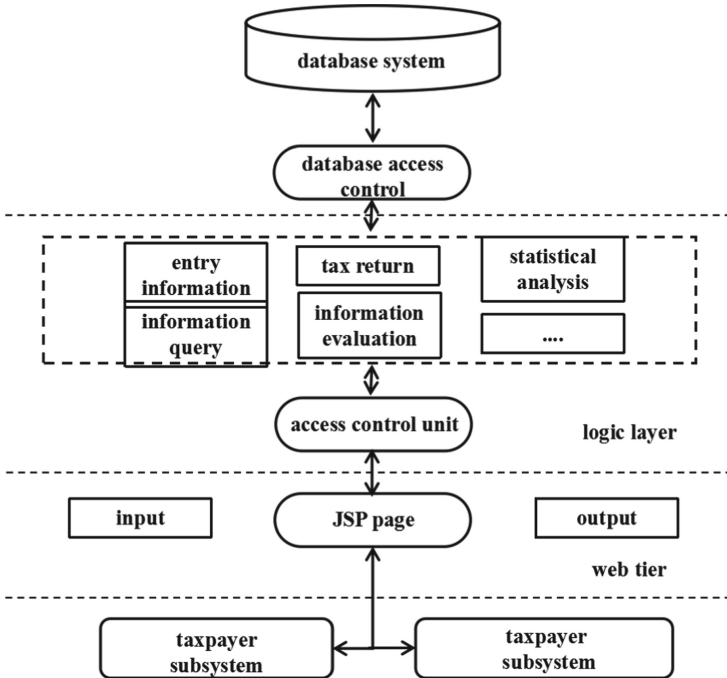 database system
database access
control
entry
information
tax return
statistical
analysis
information
query
information
evaluation
....
access control unit
logic layer
input
JSP page
output
web tier
taxpayer
subsystem
taxpayer
subsystem